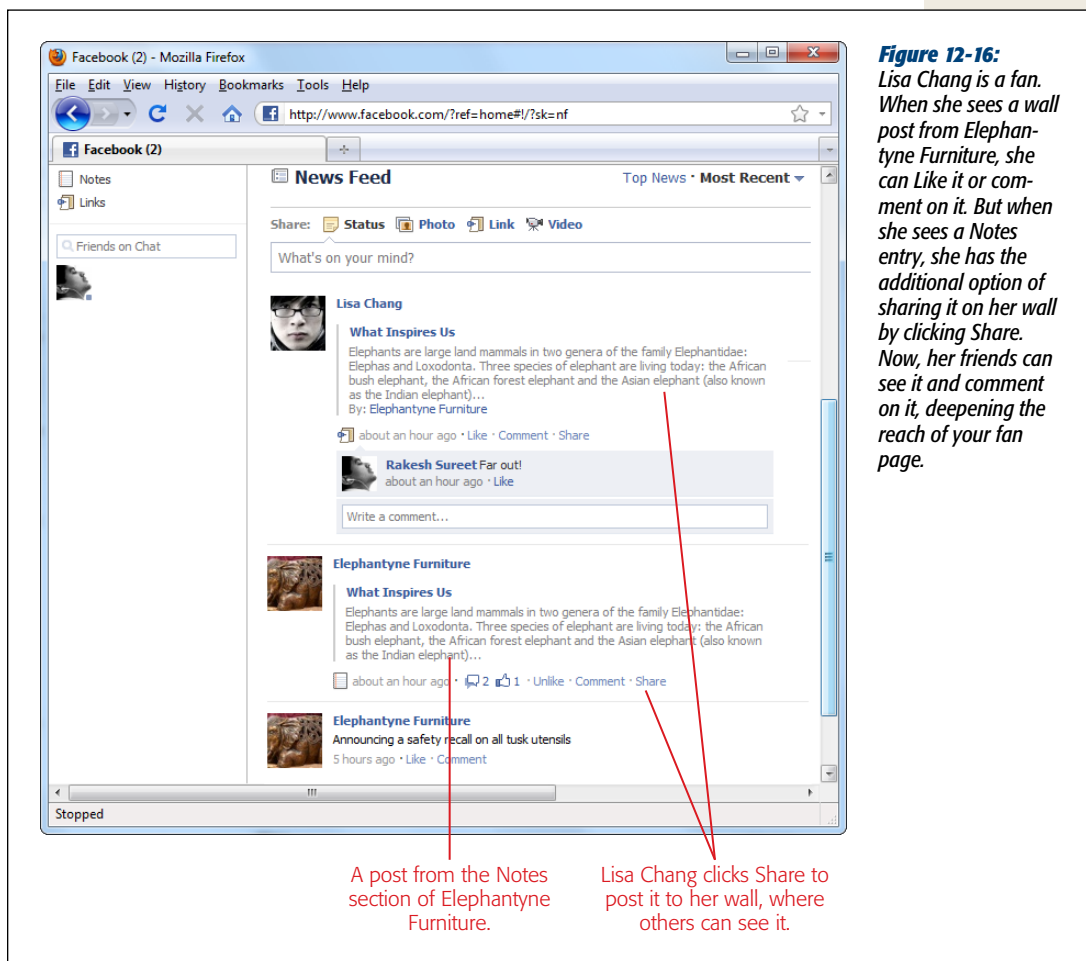 Facebook (2) - Mozilla Firefox
File Edit View History Bookmarks Tools Help
http://www.facebook.com/?ref=home#!/?sk=nf
Facebook (2)
Notes
Links
Friends on Chat
News Feed
Top News · Most Recent
Share: Status Photo Link Video
What's on your mind?
Lisa Chang
What Inspires Us
Elephants are large land mammals in two genera of the family Elephantidae:
Elephas and Loxodonta. Three species of elephant are living today: the African
bush elephant, the African forest elephant and the Asian elephant (also known
as the Indian elephant)...
By: Elephantyne Furniture
about an hour ago · Like · Comment · Share
Rakesh Sureet Far out!
about an hour ago · Like
Write a comment...
Elephantyne Furniture
What Inspires Us
Elephants are large land mammals in two genera of the family Elephantidae:
Elephas and Loxodonta. Three species of elephant are living today: the African
bush elephant, the African forest elephant and the Asian elephant (also known
as the Indian elephant)...
about an hour ago · 2 1 · Unlike · Comment · Share
Elephantyne Furniture
Announcing a safety recall on all tusk utensils
5 hours ago · Like · Comment
Stopped
A post from the Notes
section of Elephantyne
Furniture.
Lisa Chang clicks Share to
post it to her wall, where
others can see it.
Figure 12-16:
Lisa Chang is a fan.
When she sees a wall
post from Elephan-
tyne Furniture, she
can Like it or com-
ment on it. But when
she sees a Notes
entry, she has the
additional option of
sharing it on her wall
by clicking Share.
Now, her friends can
see it and comment
on it, deepening the
reach of your fan
page.